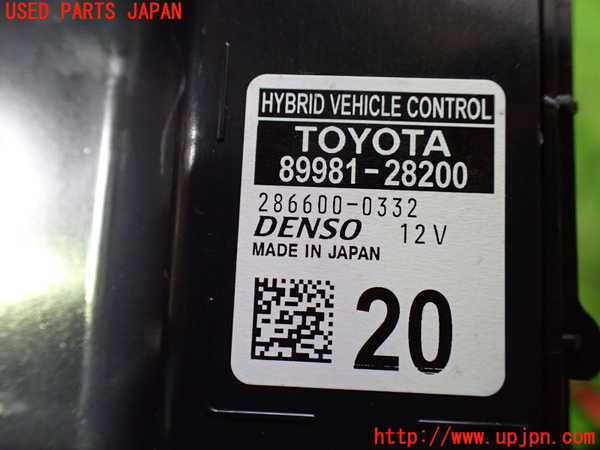 USED PARTS JAPAN
HYBRID VEHICLE CONTROL
TOYOTA
89981-28200
286600-0332
DENSO 12V
MADE IN JAPAN
20
http://www.upjpn.com